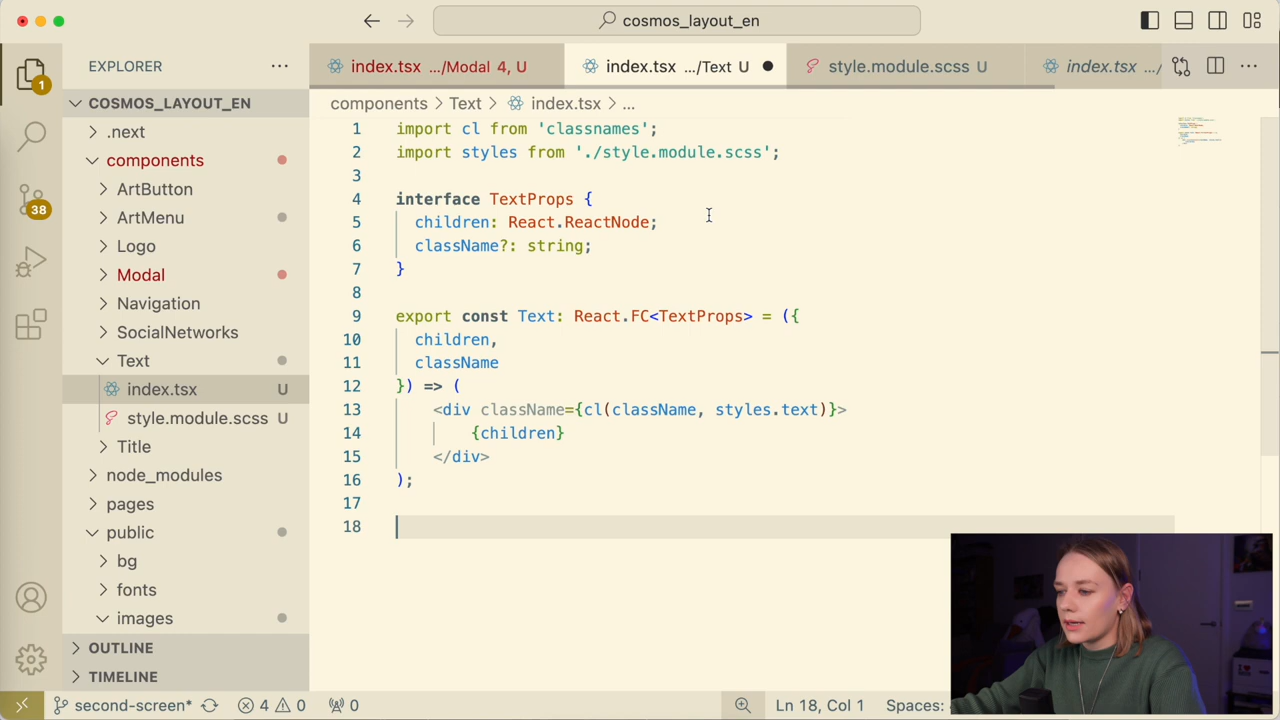 cosmos_layout_en
1
38
EXPLORER
COSMOS_LAYOUT_EN
.next
components
ArtButton
ArtMenu
Logo
Modal
Navigation
SocialNetworks
Text
index.tsx U
style.module.scss U
Title
node_modules
pages
public
bg
fonts
images
OUTLINE
TIMELINE
index.tsx .../Modal 4, U
index.tsx .../Text U
style.module.scss U
index.tsx .../
components > Text > index.tsx > ...
1 import cl from 'classnames';
2 import styles from './style.module.scss';
3
4 interface TextProps {
5 children: React.ReactNode;
6 className?: string;
7 }
8
9 export const Text: React.FC<TextProps> = ({
10 children,
11 className
12 }) => (
13 <div className={cl(className, styles.text)}>
14 {children}
15 </div>
16 );
17
18
second-screen* 4 0 0 Ln 18, Col 1 Spaces: